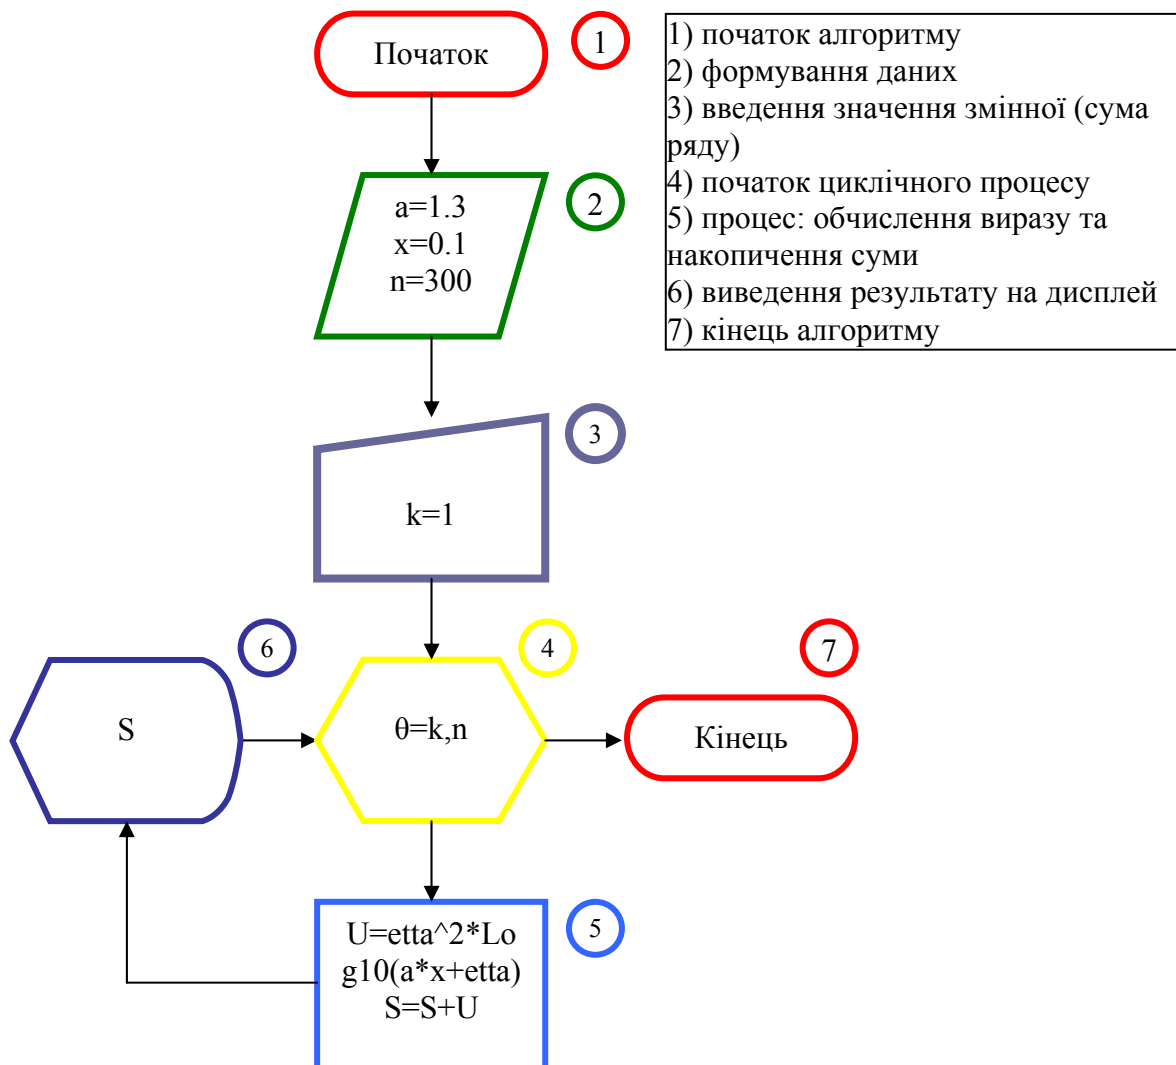 Початок
1
1) початок алгоритму
2) формування даних
3) введення значення змінної (сума
ряду)
4) початок циклічного процесу
5) процес: обчислення виразу та
накопичення суми
6) виведення результату на дисплей
7) кінець алгоритму
a=1.3
x=0.1
n=300
2
k=1
3
S
6
θ=k,n
4
Кінець
7
U=etta^2*Lo
g10(a*x+etta)
S=S+U
5